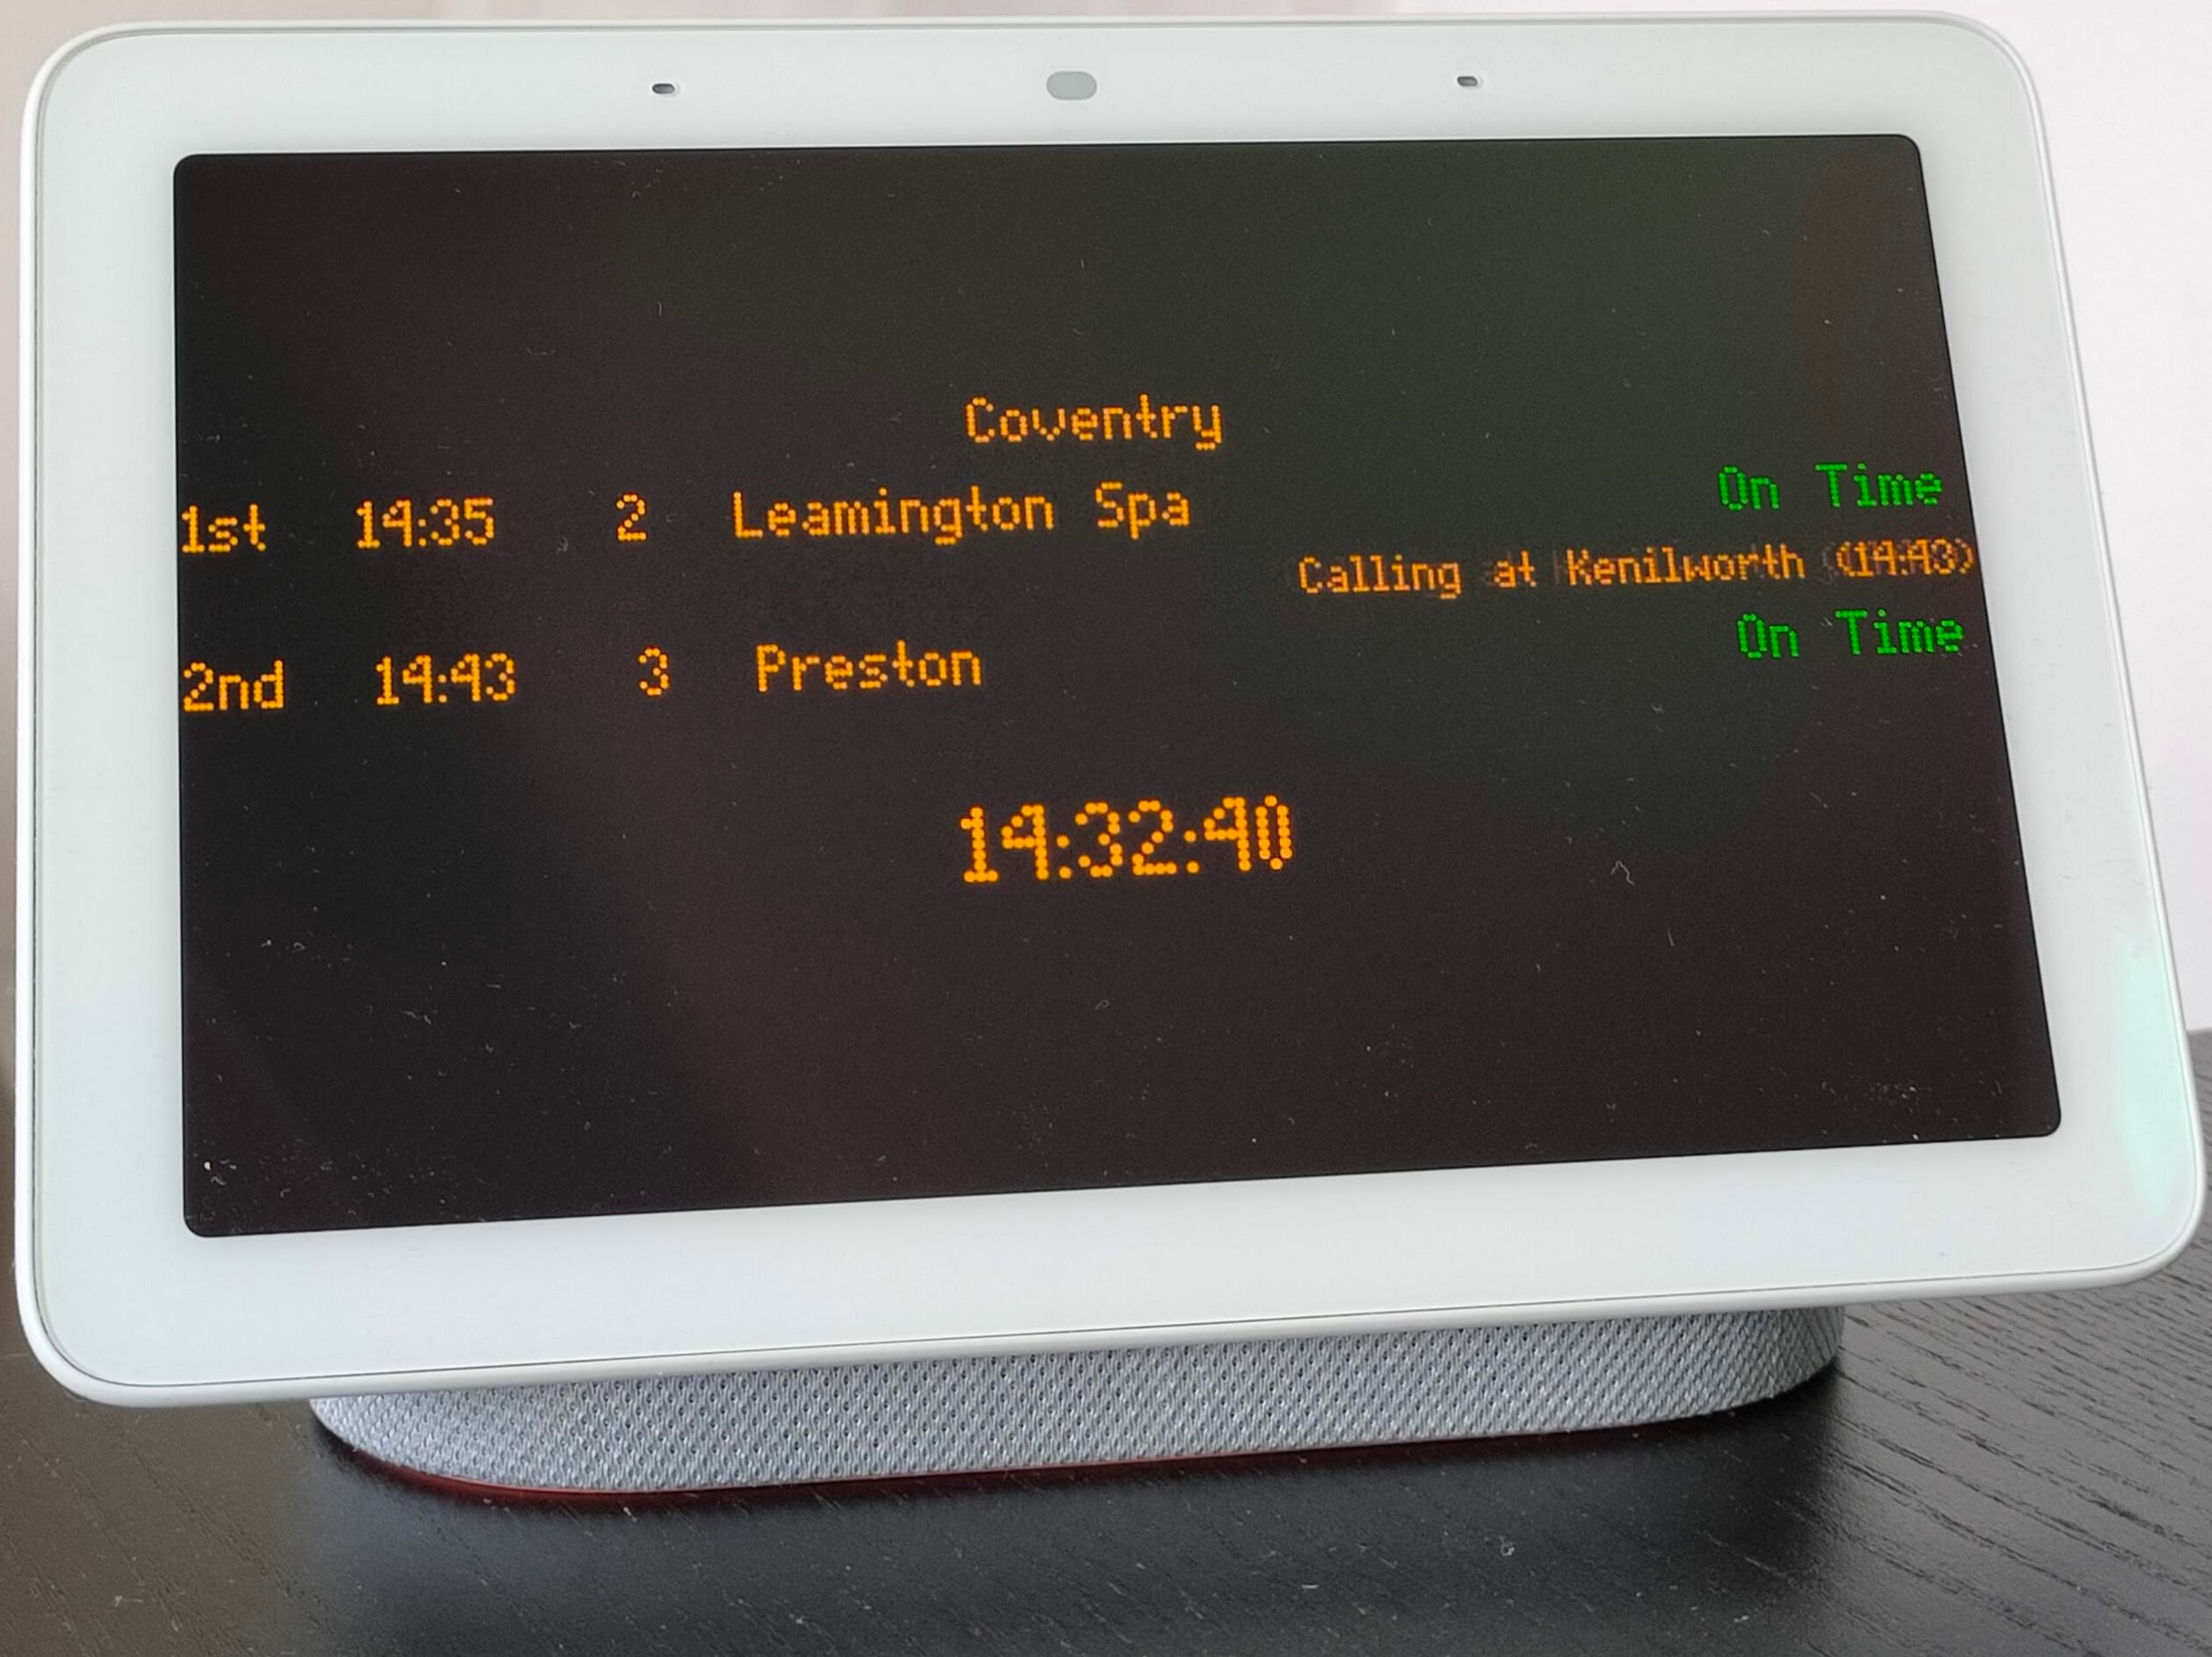 Coventry
1st 14:35 2 Leamington Spa On Time
Calling at Kenilworth (14:43)
2nd 14:43 3 Preston On Time
14:32:40